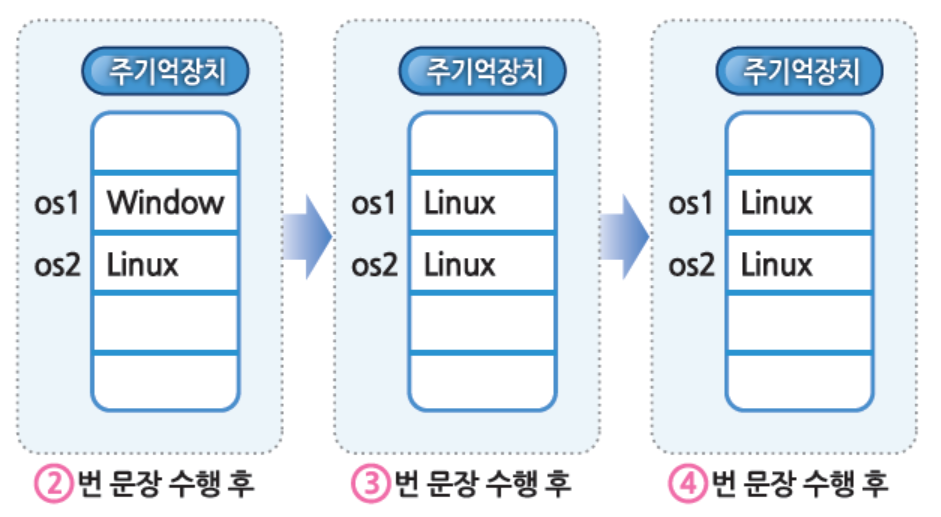 주기억장치
os1 Window
os2 Linux
②번 문장 수행 후
주기억장치
os1 Linux
os2 Linux
③번 문장 수행 후
주기억장치
os1 Linux
os2 Linux
④번 문장 수행 후